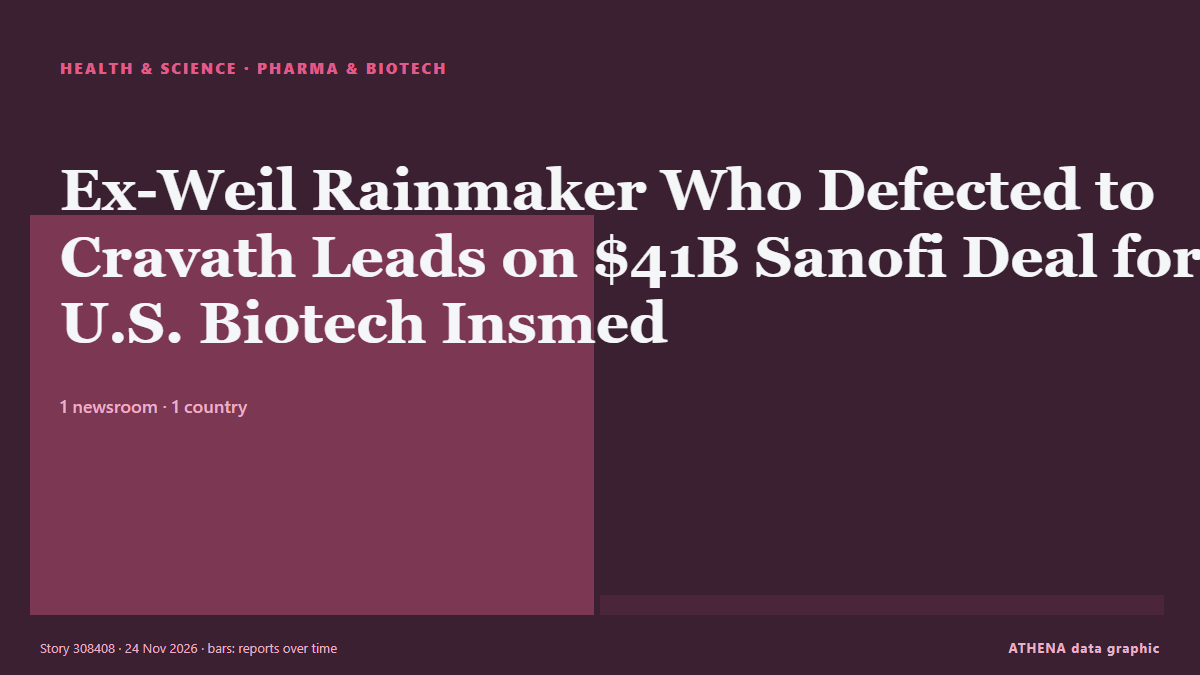 HEALTH & SCIENCE · PHARMA & BIOTECH
Ex-Weil Rainmaker Who Defected to
Cravath Leads on $41B Sanofi Deal for
U.S. Biotech Insmed
1 newsroom · 1 country
Story 308408 · 24 Nov 2026 · bars: reports over time
ATHENA data graphic